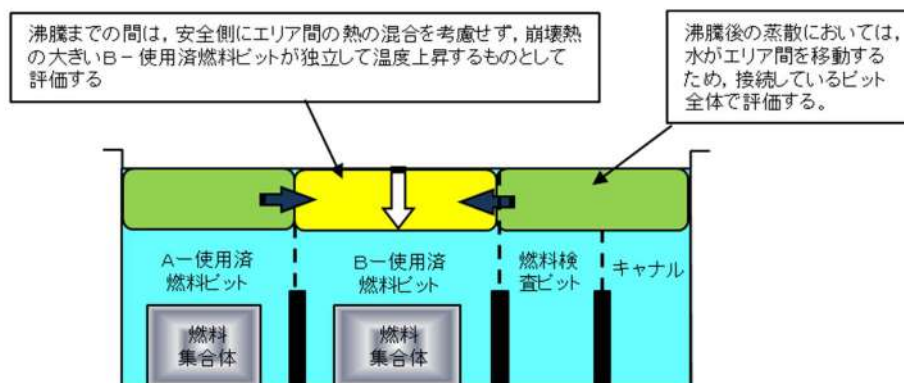 沸騰までの間は，安全側にエリア間の熱の混合を考慮せず，崩壊
熱の大きいB－使用済燃料ピットが独立して温度上昇するものとして
評価する
沸騰後の蒸散においては，
水がエリア間を移動する
ため，接続しているピット
全体で評価する。
A－使用済
燃料ピット
B－使用済
燃料ピット
燃料検
査ピット
キャナル
燃料
集合体
燃料
集合体